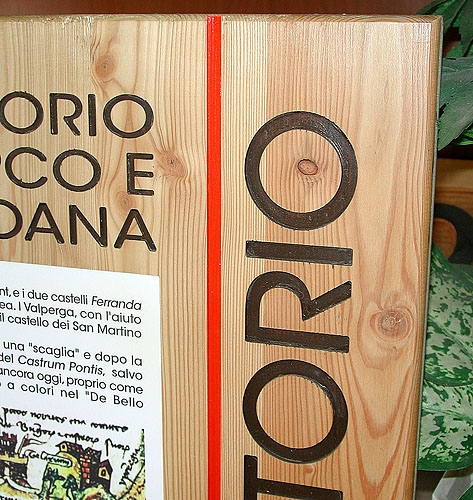 ORIO
RCO E
DANA
nt, e i due castelli Ferranda
ea. I Valperga, con l'aiuto
il castello dei San Martino
una "scaglia" e dopo la
del Castrum Pontis, salvo
ancora oggi, proprio come
o a colori nel "De Bello
TORIO